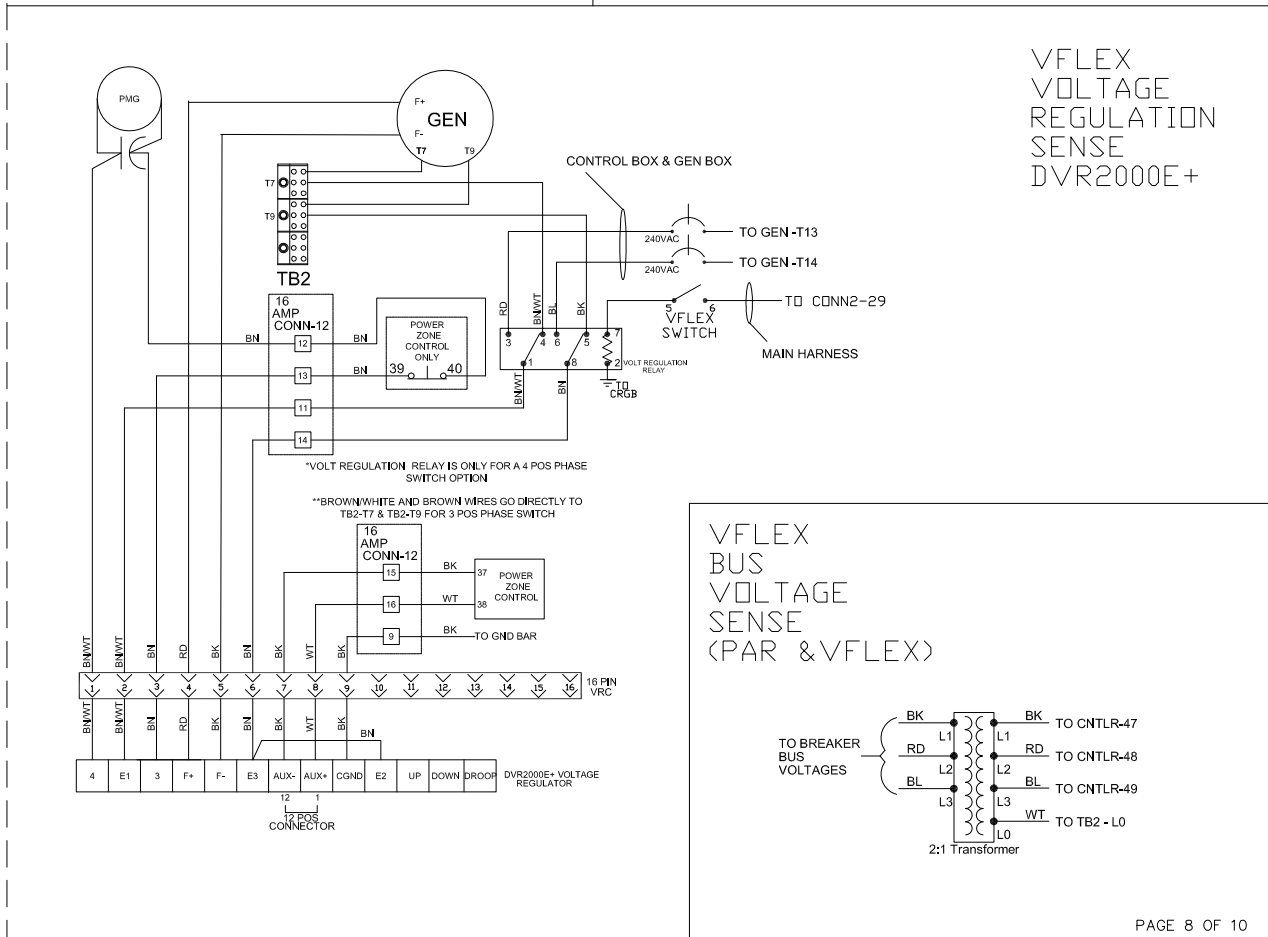 VFLEX
VOLTAGE
REGULATION
SENSE
DVR2000E+
PMG
F+
GEN
F-
T7
T9
CONTROL BOX & GEN BOX
T7
T9
TB2
240VAC
TO GEN -T13
240VAC
TO GEN -T14
5
6
TO CONN2-29
VFLEX
SWITCH
MAIN HARNESS
RD
BN/WT
BL
BK
3
4
6
5
7
1
8
2
VOLT REGULATION
RELAY
TO
CRGB
BN/WT
BN
16
AMP
CONN-12
BN
12
BN
13
BN
11
14
POWER
ZONE
CONTROL
ONLY
39
40
*VOLT REGULATION RELAY IS ONLY FOR A 4 POS PHASE
SWITCH OPTION
**BROWN/WHITE AND BROWN WIRES GO DIRECTLY TO
TB2-T7 & TB2-T9 FOR 3 POS PHASE SWITCH
16
AMP
CONN-12
15
BK
37
POWER
ZONE
CONTROL
16
WT
38
9
BK
TO GND BAR
BN/WT
BN/WT
BN
RD
BK
BN
BK
WT
BK
1
2
3
4
5
6
7
8
9
10
11
12
13
14
15
16
16 PIN
VRC
BN/WT
BN/WT
BN
RD
BK
BN
BK
WT
BK
BN
4
E1
3
F+
F-
E3
AUX-
AUX+
CGND
E2
UP
DOWN
DROOP
DVR2000E+ VOLTAGE
REGULATOR
12
1
12 POS
CONNECTOR
VFLEX
BUS
VOLTAGE
SENSE
(PAR &VFLEX)
TO BREAKER
BUS
VOLTAGES
BK
L1
L1
BK
TO CNTLR-47
RD
L2
L2
RD
TO CNTLR-48
BL
L3
L3
BL
TO CNTLR-49
L0
WT
TO TB2 - L0
2:1 Transformer
PAGE 8 OF 10